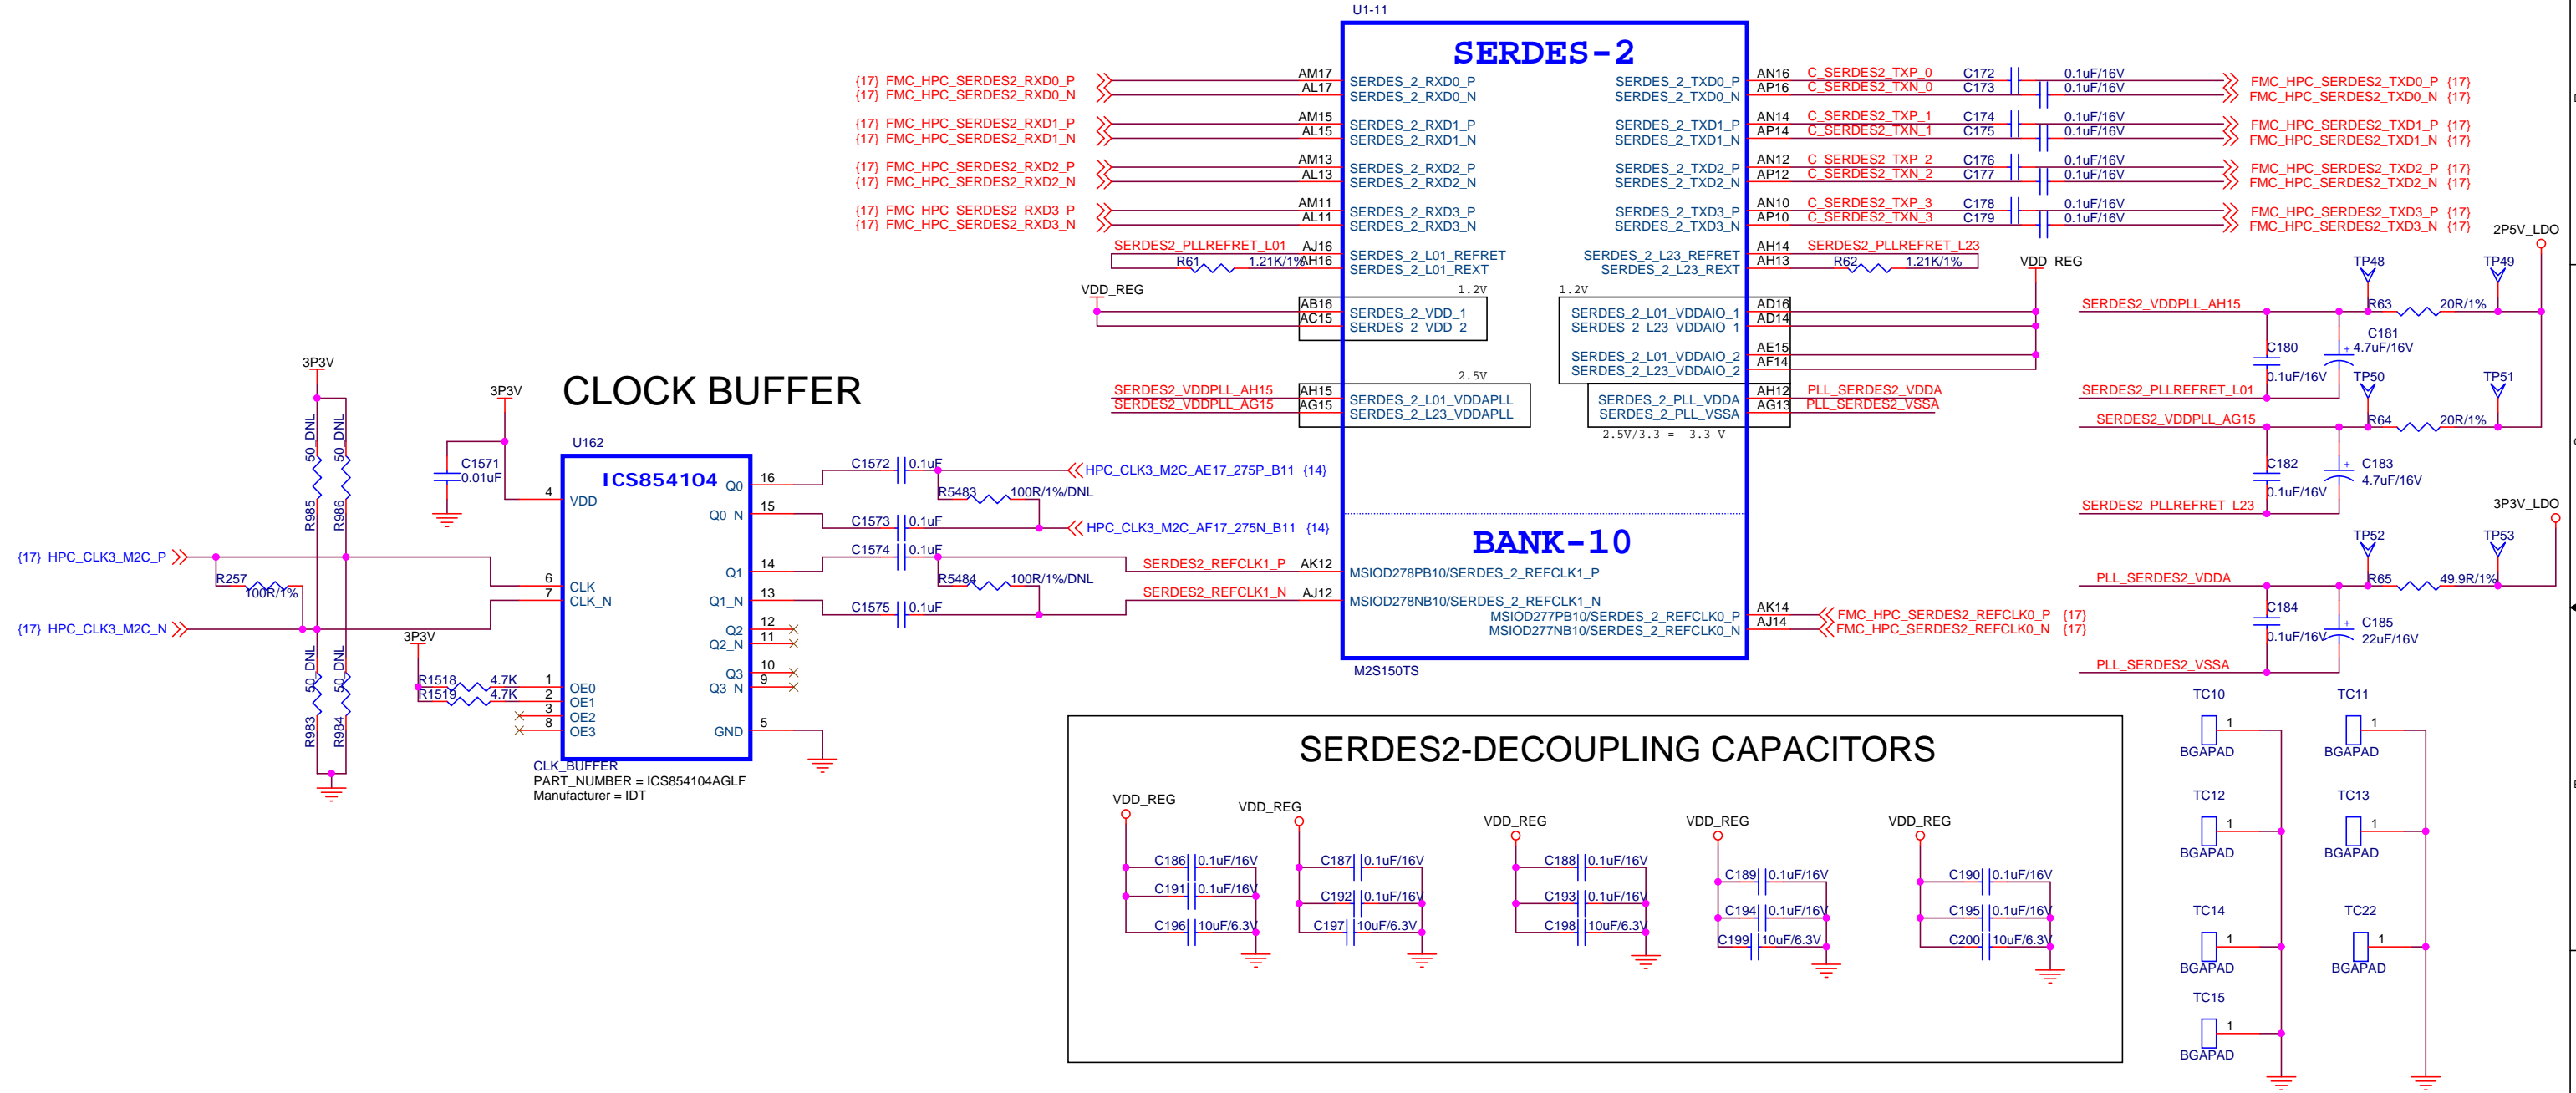 U1-11
SERDES-2
{17} FMC_HPC_SERDES2_RXD0_P AM17 SERDES_2_RXD0_P SERDES_2_TXD0_P AN16 C_SERDES2_TXP_0 C172 0.1uF/16V FMC_HPC_SERDES2_TXD0_P {17}
{17} FMC_HPC_SERDES2_RXD0_N AL17 SERDES_2_RXD0_N SERDES_2_TXD0_N AP16 C_SERDES2_TXN_0 C173 0.1uF/16V FMC_HPC_SERDES2_TXD0_N {17}
{17} FMC_HPC_SERDES2_RXD1_P AM15 SERDES_2_RXD1_P SERDES_2_TXD1_P AN14 C_SERDES2_TXP_1 C174 0.1uF/16V FMC_HPC_SERDES2_TXD1_P {17}
{17} FMC_HPC_SERDES2_RXD1_N AL15 SERDES_2_RXD1_N SERDES_2_TXD1_N AP14 C_SERDES2_TXN_1 C175 0.1uF/16V FMC_HPC_SERDES2_TXD1_N {17}
{17} FMC_HPC_SERDES2_RXD2_P AM13 SERDES_2_RXD2_P SERDES_2_TXD2_P AN12 C_SERDES2_TXP_2 C176 0.1uF/16V FMC_HPC_SERDES2_TXD2_P {17}
{17} FMC_HPC_SERDES2_RXD2_N AL13 SERDES_2_RXD2_N SERDES_2_TXD2_N AP12 C_SERDES2_TXN_2 C177 0.1uF/16V FMC_HPC_SERDES2_TXD2_N {17}
{17} FMC_HPC_SERDES2_RXD3_P AM11 SERDES_2_RXD3_P SERDES_2_TXD3_P AN10 C_SERDES2_TXP_3 C178 0.1uF/16V FMC_HPC_SERDES2_TXD3_P {17}
{17} FMC_HPC_SERDES2_RXD3_N AL11 SERDES_2_RXD3_N SERDES_2_TXD3_N AP10 C_SERDES2_TXN_3 C179 0.1uF/16V FMC_HPC_SERDES2_TXD3_N {17}
SERDES2_PLLREFRET_L01 AJ16 SERDES_2_L01_REFRET SERDES_2_L23_REFRET AH14 SERDES2_PLLREFRET_L23
R61 1.21K/1% AH16 SERDES_2_L01_REXT SERDES_2_L23_REXT AH13 R62 1.21K/1%
VDD_REG 1.2V 1.2V VDD_REG
AB16 SERDES_2_VDD_1 SERDES_2_L01_VDDAIO_1 AD16
AC15 SERDES_2_VDD_2 SERDES_2_L23_VDDAIO_1 AD14
SERDES_2_L01_VDDAIO_2 AE15
SERDES_2_L23_VDDAIO_2 AF14
2.5V
SERDES2_VDDPLL_AH15 AH15 SERDES_2_L01_VDDAPLL SERDES_2_PLL_VDDA AH12 PLL_SERDES2_VDDA
SERDES2_VDDPLL_AG15 AG15 SERDES_2_L23_VDDAPLL SERDES_2_PLL_VSSA AG13 PLL_SERDES2_VSSA
2.5V/3.3 = 3.3 V
BANK-10
SERDES2_REFCLK1_P AK12 MSIOD278PB10/SERDES_2_REFCLK1_P
SERDES2_REFCLK1_N AJ12 MSIOD278NB10/SERDES_2_REFCLK1_N
MSIOD277PB10/SERDES_2_REFCLK0_P AK14 FMC_HPC_SERDES2_REFCLK0_P {17}
MSIOD277NB10/SERDES_2_REFCLK0_N AJ14 FMC_HPC_SERDES2_REFCLK0_N {17}
M2S150TS
2P5V_LDO
TP48 TP49
SERDES2_VDDPLL_AH15 R63 20R/1%
C180 0.1uF/16V
C181 + 4.7uF/16V
SERDES2_PLLREFRET_L01
TP50 TP51
SERDES2_VDDPLL_AG15 R64 20R/1%
C182 0.1uF/16V
C183 + 4.7uF/16V
SERDES2_PLLREFRET_L23
3P3V_LDO
TP52 TP53
PLL_SERDES2_VDDA R65 49.9R/1%
C184 0.1uF/16V
C185 + 22uF/16V
PLL_SERDES2_VSSA
CLOCK BUFFER
3P3V
50 DNL
50 DNL
R985
R986
3P3V
C1571
0.01uF
U162
ICS854104
4 VDD
{17} HPC_CLK3_M2C_P
R257 100R/1%
{17} HPC_CLK3_M2C_N
6 CLK
7 CLK_N
50 DNL
50 DNL
R983
R984
3P3V
R1518 4.7K 1 OE0
R1519 4.7K 2 OE1
3 OE2
8 OE3
Q0 16 C1572 0.1uF HPC_CLK3_M2C_AE17_275P_B11 {14}
R5483 100R/1%/DNL
Q0_N 15 C1573 0.1uF HPC_CLK3_M2C_AF17_275N_B11 {14}
Q1 14 C1574 0.1uF
R5484 100R/1%/DNL
Q1_N 13 C1575 0.1uF
Q2 12
Q2_N 11
Q3 10
Q3_N 9
GND 5
CLK_BUFFER
PART_NUMBER = ICS854104AGLF
Manufacturer = IDT
SERDES2-DECOUPLING CAPACITORS
VDD_REG VDD_REG VDD_REG VDD_REG VDD_REG
C186 0.1uF/16V C187 0.1uF/16V C188 0.1uF/16V C189 0.1uF/16V C190 0.1uF/16V
C191 0.1uF/16V C192 0.1uF/16V C193 0.1uF/16V C194 0.1uF/16V C195 0.1uF/16V
C196 10uF/6.3V C197 10uF/6.3V C198 10uF/6.3V C199 10uF/6.3V C200 10uF/6.3V
TC10 TC11
1 1
BGAPAD BGAPAD
TC12 TC13
1 1
BGAPAD BGAPAD
TC14 TC22
1 1
BGAPAD BGAPAD
TC15
1
BGAPAD